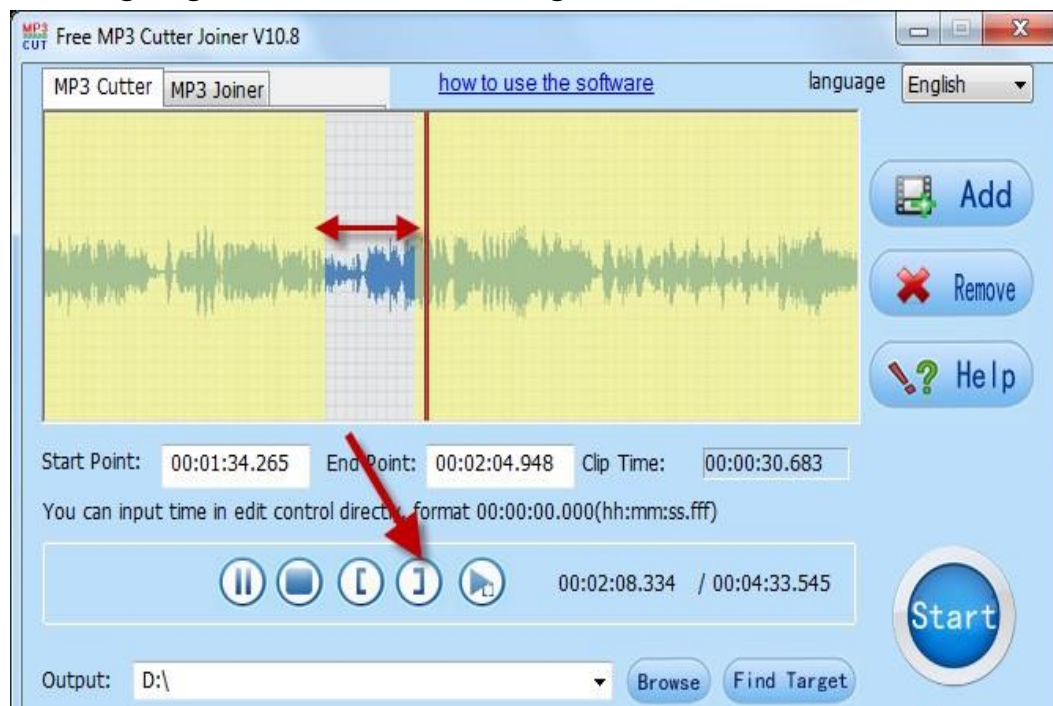 MP3 CUT Free MP3 Cutter Joiner V10.8
MP3 Cutter MP3 Joiner how to use the software language English
Add
Remove
Help
Start Point: 00:01:34.265 End Point: 00:02:04.948 Clip Time: 00:00:30.683
You can input time in edit control directly, format 00:00:00.000(hh:mm:ss.fff)
[ ] 00:02:08.334 / 00:04:33.545
Start
Output: D:\ Browse Find Target